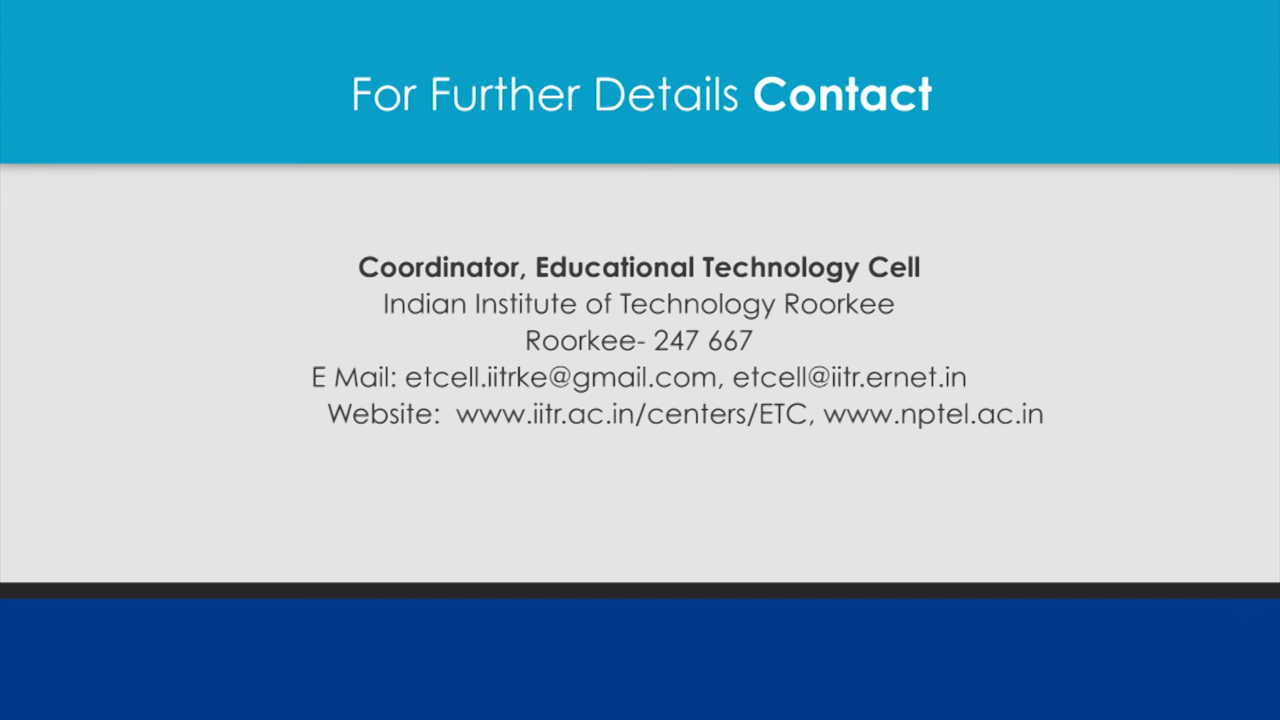 For Further Details Contact
Coordinator, Educational Technology Cell
Indian Institute of Technology Roorkee
Roorkee- 247 667
E Mail: etcell.iitrke@gmail.com, etcell@iitr.ernet.in
Website: www.iitr.ac.in/centers/ETC, www.nptel.ac.in